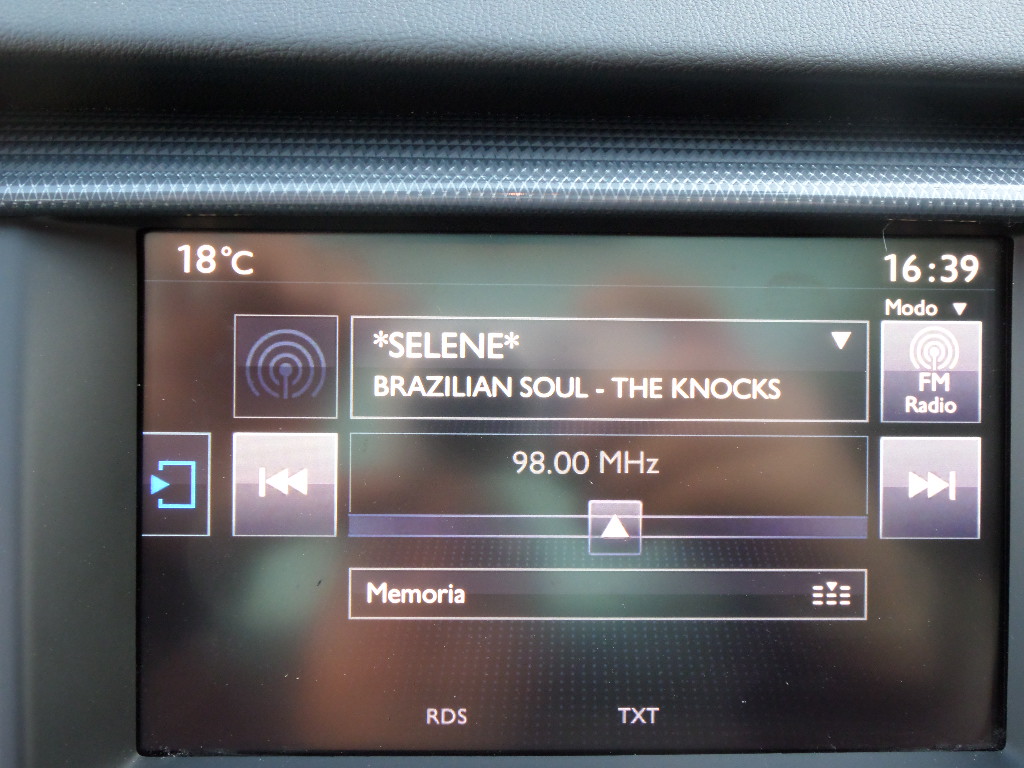 18°C
16:39
Modo
*SELENE*
BRAZILIAN SOUL - THE KNOCKS
FM
Radio
98.00 MHz
Memoria
RDS
TXT